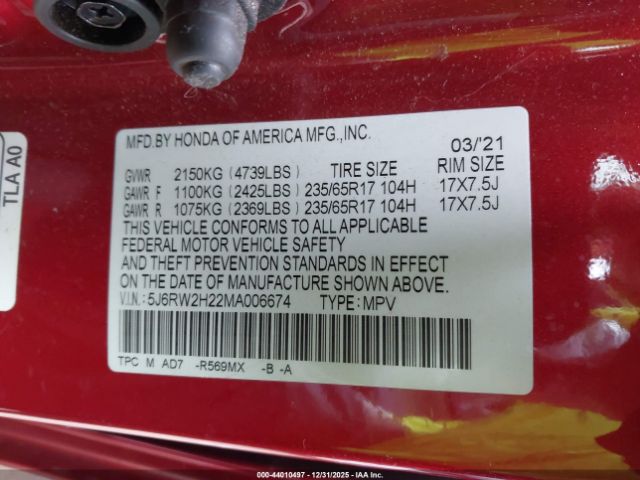 MFD.BY HONDA OF AMERICA MFG.,INC. 03/'21
GVWR 2150KG (4739LBS) TIRE SIZE RIM SIZE
GAWR F 1100KG (2425LBS) 235/65R17 104H 17X7.5J
GAWR R 1075KG (2369LBS) 235/65R17 104H 17X7.5J
THIS VEHICLE CONFORMS TO ALL APPLICABLE
FEDERAL MOTOR VEHICLE SAFETY
AND THEFT PREVENTION STANDARDS IN EFFECT
ON THE DATE OF MANUFACTURE SHOWN ABOVE.
V.I.N.: 5J6RW2H22MA006674 TYPE:MPV
TPC M AD7 -R569MX -B -A
TLA A0
000-44010497 - 12/31/2025 - IAA Inc.